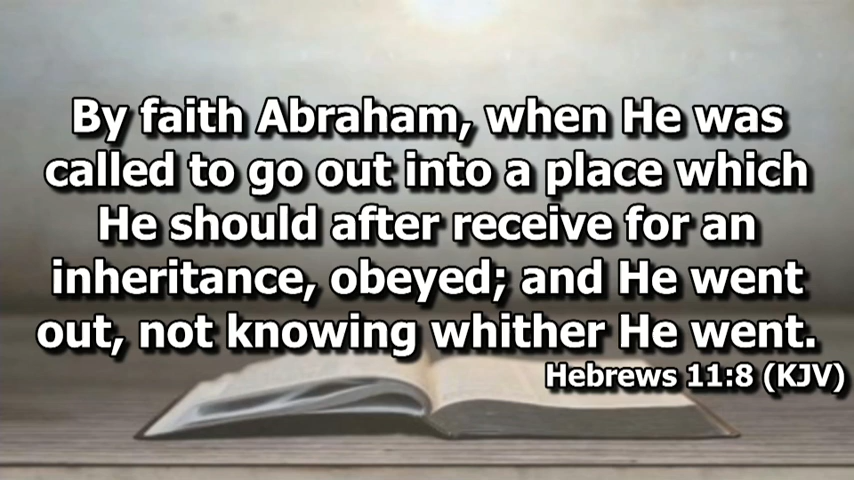 By faith Abraham, when He was
called to go out into a place which
He should after receive for an
inheritance, obeyed; and He went
out, not knowing whither He went.
Hebrews 11:8 (KJV)